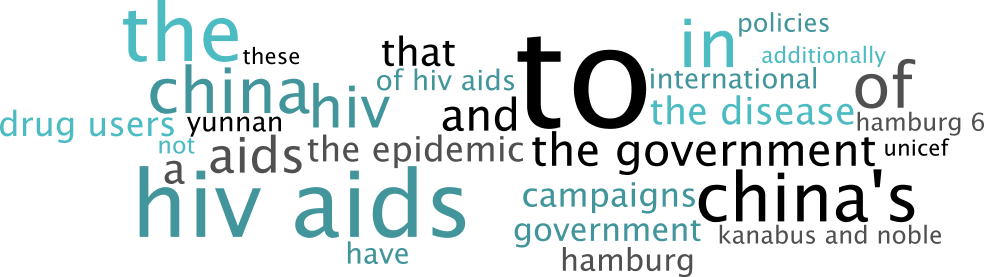 the
these
that
to
in
policies
additionally
china
hiv
of hiv aids
international
of
drug users
yunnan
and
the disease
hamburg 6
not
a
aids
the epidemic
the government
unicef
hiv aids
campaigns
china's
have
government
kanabus and noble
hamburg